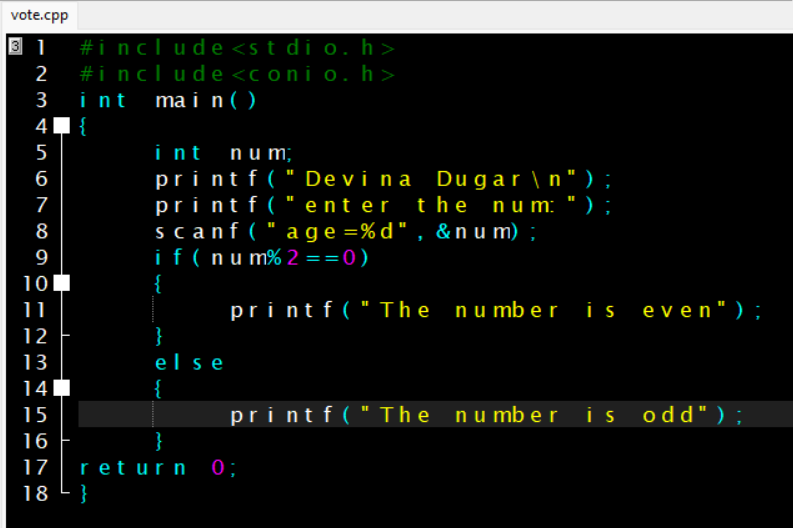 vote.cpp
3 1 #include<stdio.h>
2 #include<conio.h>
3 int main()
4 {
5 int num;
6 printf("Devina Dugar\n");
7 printf("enter the num:");
8 scanf("age=%d",&num);
9 if(num%2==0)
10 {
11 printf("The number is even");
12 }
13 else
14 {
15 printf("The number is odd");
16 }
17 return 0;
18 }